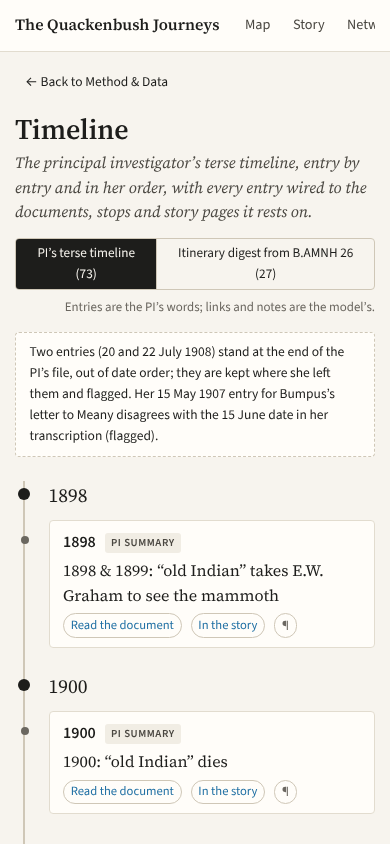 The Quackenbush Journeys Map Story Netw
← Back to Method & Data
Timeline
The principal investigator’s terse timeline, entry by
entry and in her order, with every entry wired to the
documents, stops and story pages it rests on.
PI’s terse timeline
(73)
Itinerary digest from B.AMNH 26
(27)
Entries are the PI’s words; links and notes are the model’s.
Two entries (20 and 22 July 1908) stand at the end of the
PI’s file, out of date order; they are kept where she left
them and flagged. Her 15 May 1907 entry for Bumpus’s
letter to Meany disagrees with the 15 June date in her
transcription (flagged).
1898
1898 PI SUMMARY
1898 & 1899: “old Indian” takes E.W.
Graham to see the mammoth
Read the document In the story ¶
1900
1900 PI SUMMARY
1900: “old Indian” dies
Read the document In the story ¶